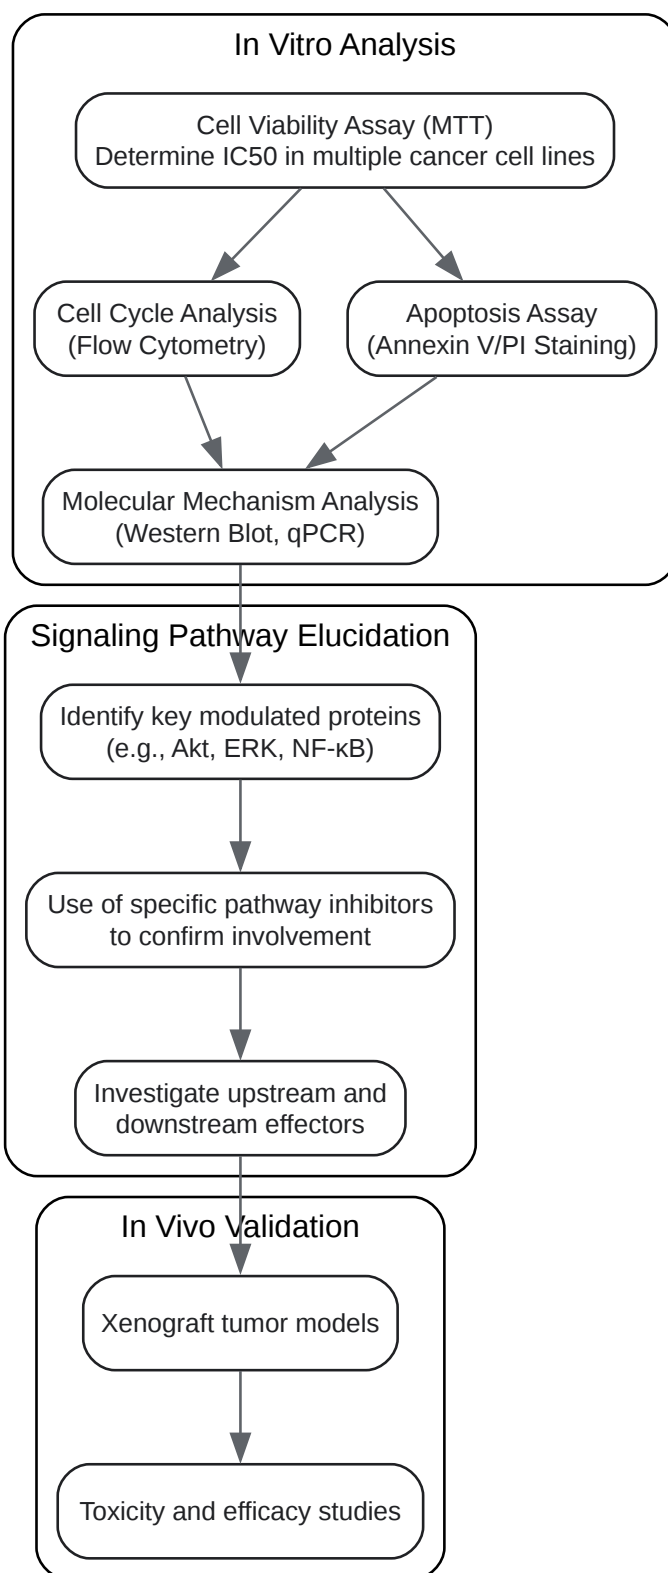 In Vitro Analysis
Cell Viability Assay (MTT)
Determine IC50 in multiple cancer cell lines
Cell Cycle Analysis
(Flow Cytometry)
Apoptosis Assay
(Annexin V/PI Staining)
Molecular Mechanism Analysis
(Western Blot, qPCR)
Signaling Pathway Elucidation
Identify key modulated proteins
(e.g., Akt, ERK, NF-κB)
Use of specific pathway inhibitors
to confirm involvement
Investigate upstream and
downstream effectors
In Vivo Validation
Xenograft tumor models
Toxicity and efficacy studies